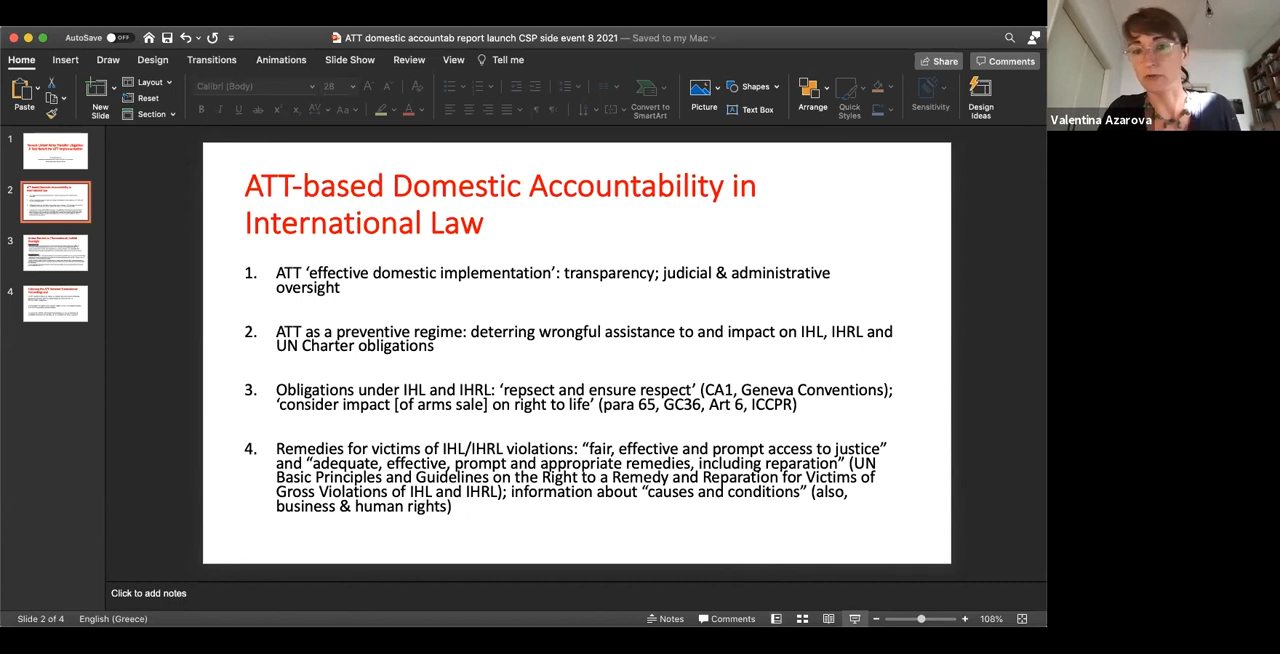 AutoSave OFF
ATT domestic accountab report launch CSP side event 8 2021 — Saved to my Mac
Home Insert Draw Design Transitions Animations Slide Show Review View Tell me
Share Comments
Paste
New Slide
Layout
Reset
Section
Calibri (Body) 28
Convert to SmartArt
Picture
Shapes
Text Box
Arrange
Quick Styles
Sensitivity
Design Ideas
Valentina Azarova
1
2
3
4
ATT-based Domestic Accountability in
International Law
1. ATT ‘effective domestic implementation’: transparency; judicial & administrative
oversight
2. ATT as a preventive regime: deterring wrongful assistance to and impact on IHL, IHRL and
UN Charter obligations
3. Obligations under IHL and IHRL: ‘repsect and ensure respect’ (CA1, Geneva Conventions);
‘consider impact [of arms sale] on right to life’ (para 65, GC36, Art 6, ICCPR)
4. Remedies for victims of IHL/IHRL violations: “fair, effective and prompt access to justice”
and “adequate, effective, prompt and appropriate remedies, including reparation” (UN
Basic Principles and Guidelines on the Right to a Remedy and Reparation for Victims of
Gross Violations of IHL and IHRL); information about “causes and conditions” (also,
business & human rights)
Click to add notes
Slide 2 of 4 English (Greece) Notes Comments 108%